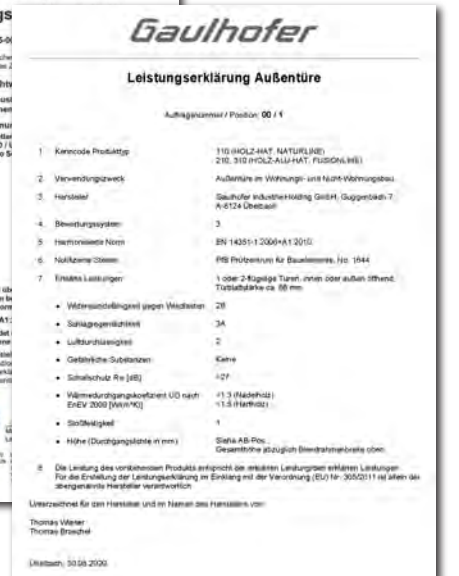 Gaulhofer
Leistungserklärung Außentüre
Auftragsnummer / Position: 00 / 1
1. Kenncode Produkttyp 110 (HOLZ-HAT, NATURLINE)
210, 310 (HOLZ-ALU-HAT, FUSIONLINE)
2. Verwendungszweck Außentüre im Wohnungs- und Nicht-Wohnungsbau
3. Hersteller Gaulhofer Industrie-Holding GmbH, Guggenbach 7
A-8124 Übelbach
4. Bewertungssystem 3
5. Harmonisierte Norm EN 14351-1:2006+A1:2010
6. Notifizierte Stellen PfB Prüfzentrum für Bauelemente, No. 1644
7. Erklärte Leistungen 1 oder 2-flügelige Türen, innen oder außen öffnend,
Türblattstärke ca. 68 mm
• Widerstandsfähigkeit gegen Windlasten 2B
• Schlagregendichtheit 3A
• Luftdurchlässigkeit 2
• Gefährliche Substanzen Keine
• Schallschutz Rw [dB] <27
• Wärmedurchgangskoeffizient UD nach <1.3 (Nadelholz)
EnEV 2000 [W/m²K)] <1.5 (Hartholz)
• Stoßfestigkeit 1
• Höhe (Durchgangslichte in mm) Siehe AB-Pos.
Gesamthöhe abzüglich Blendrahmenbreite oben.
8. Die Leistung des vorstehenden Produkts entspricht der erklärten Leistung/den erklärten Leistungen.
Für die Erstellung der Leistungserklärung im Einklang mit der Verordnung (EU) Nr. 305/2011 ist allein der
obengenannte Hersteller verantwortlich.
Unterzeichnet für den Hersteller und im Namen des Herstellers von:
Thomas
Thomas
Übelbach, 30.06.2020